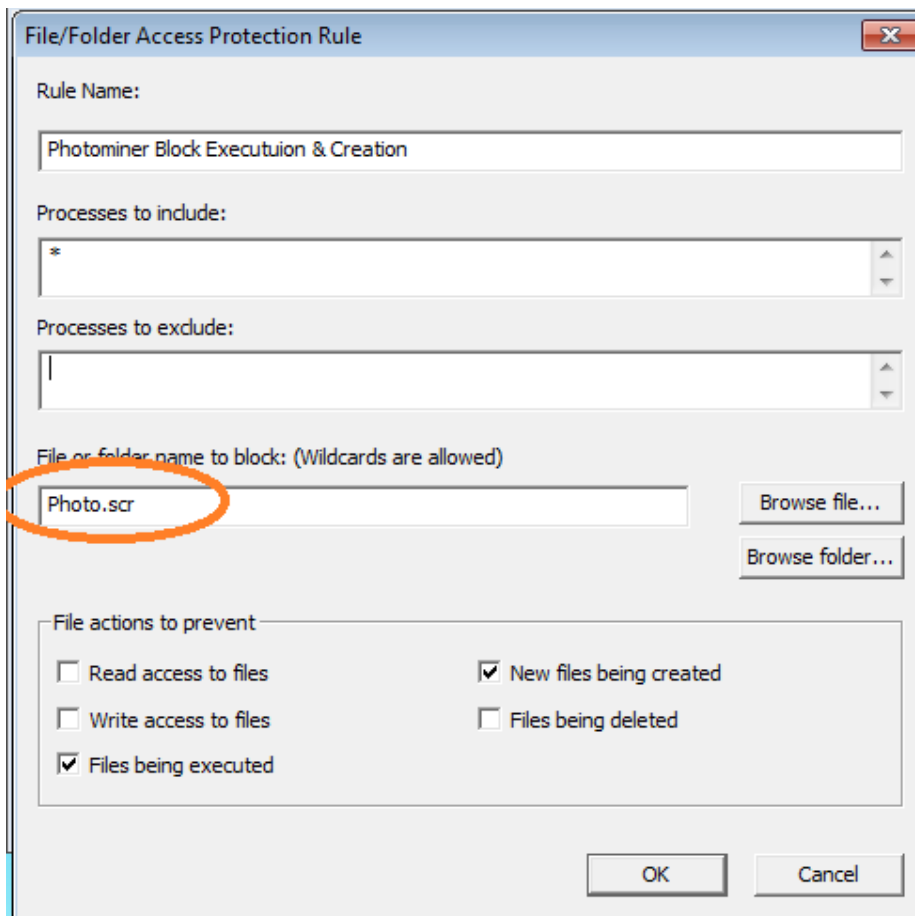 File/Folder Access Protection Rule
Rule Name:
Photominer Block Executuion & Creation
Processes to include:
*
Processes to exclude:
File or folder name to block: (Wildcards are allowed)
Photo.scr
Browse file...
Browse folder...
File actions to prevent
Read access to files
New files being created
Write access to files
Files being deleted
Files being executed
OK
Cancel